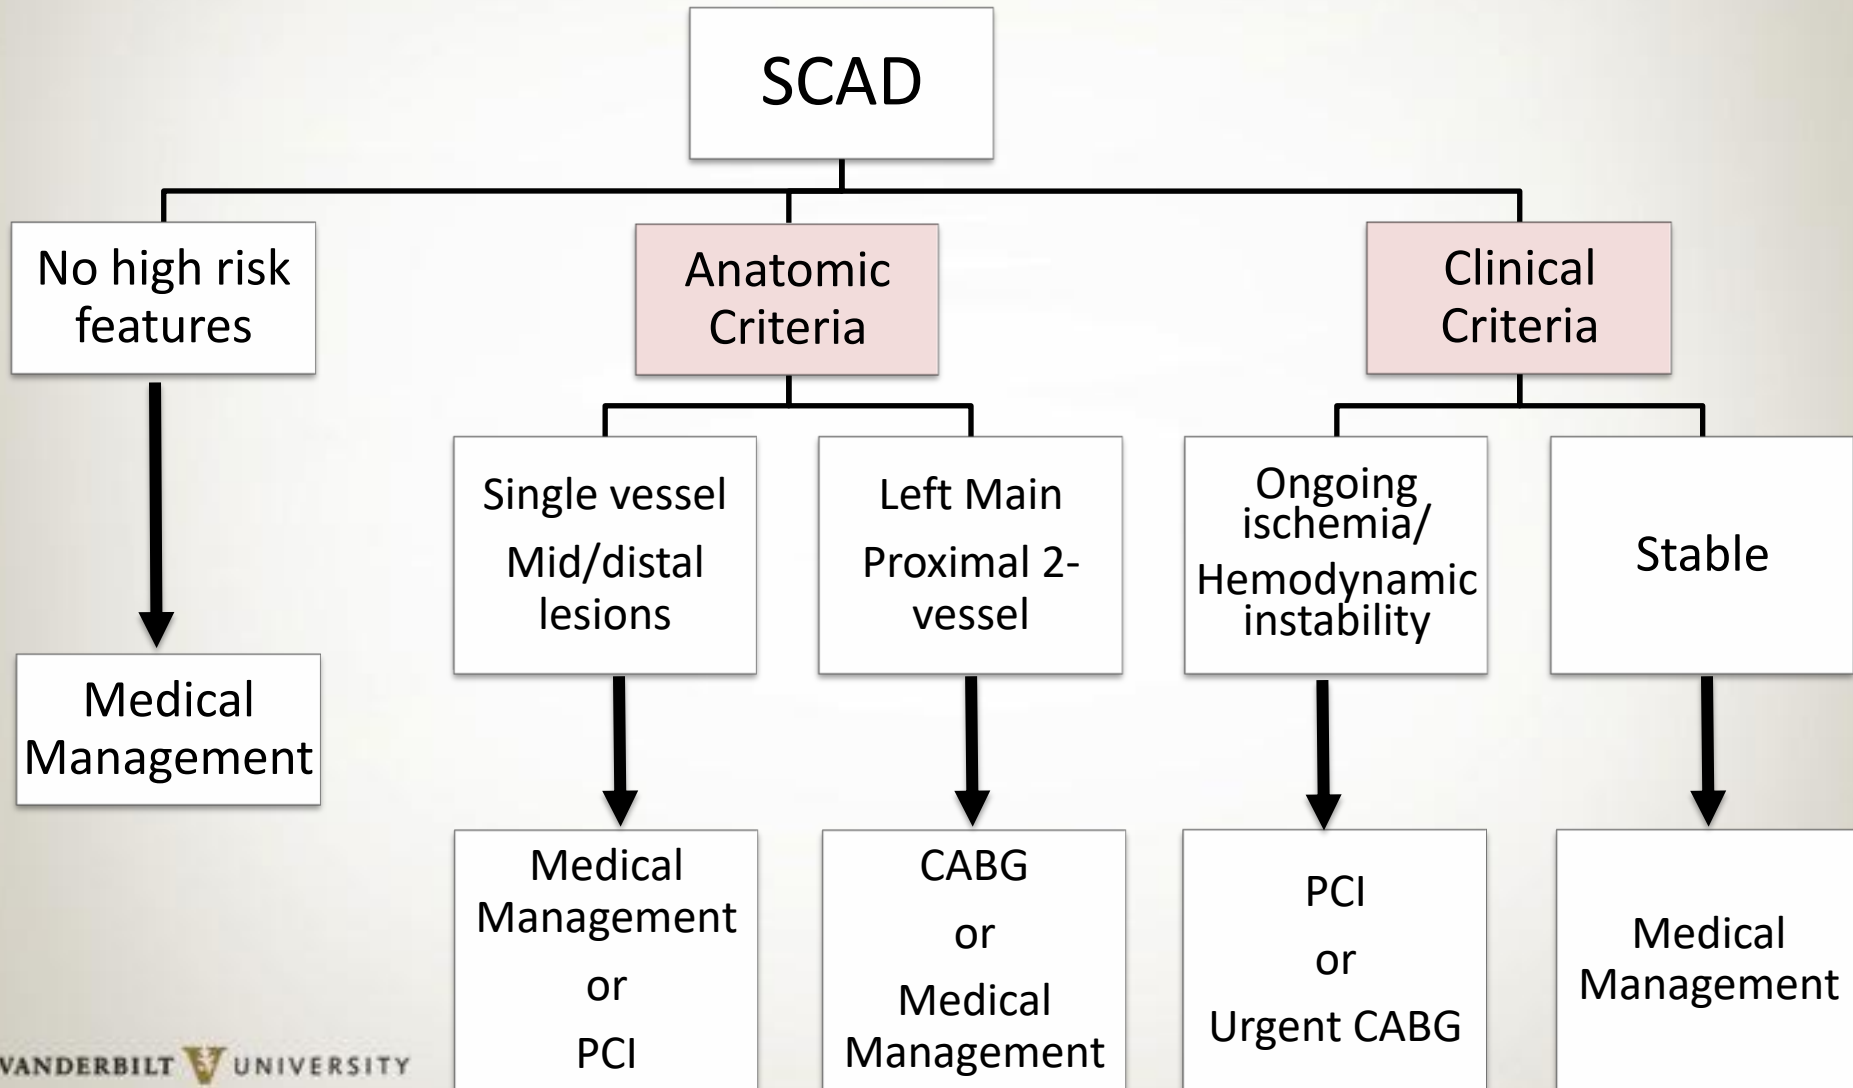 SCAD
No high risk
features
Anatomic
Criteria
Clinical
Criteria
Single vessel
Mid/distal
lesions
Left Main
Proximal 2-
vessel
Ongoing
ischemia/
Hemodynamic
instability
Stable
Medical
Management
Medical
Management
or
PCI
CABG
or
Medical
Management
PCI
or
Urgent CABG
Medical
Management
VANDERBILT V UNIVERSITY